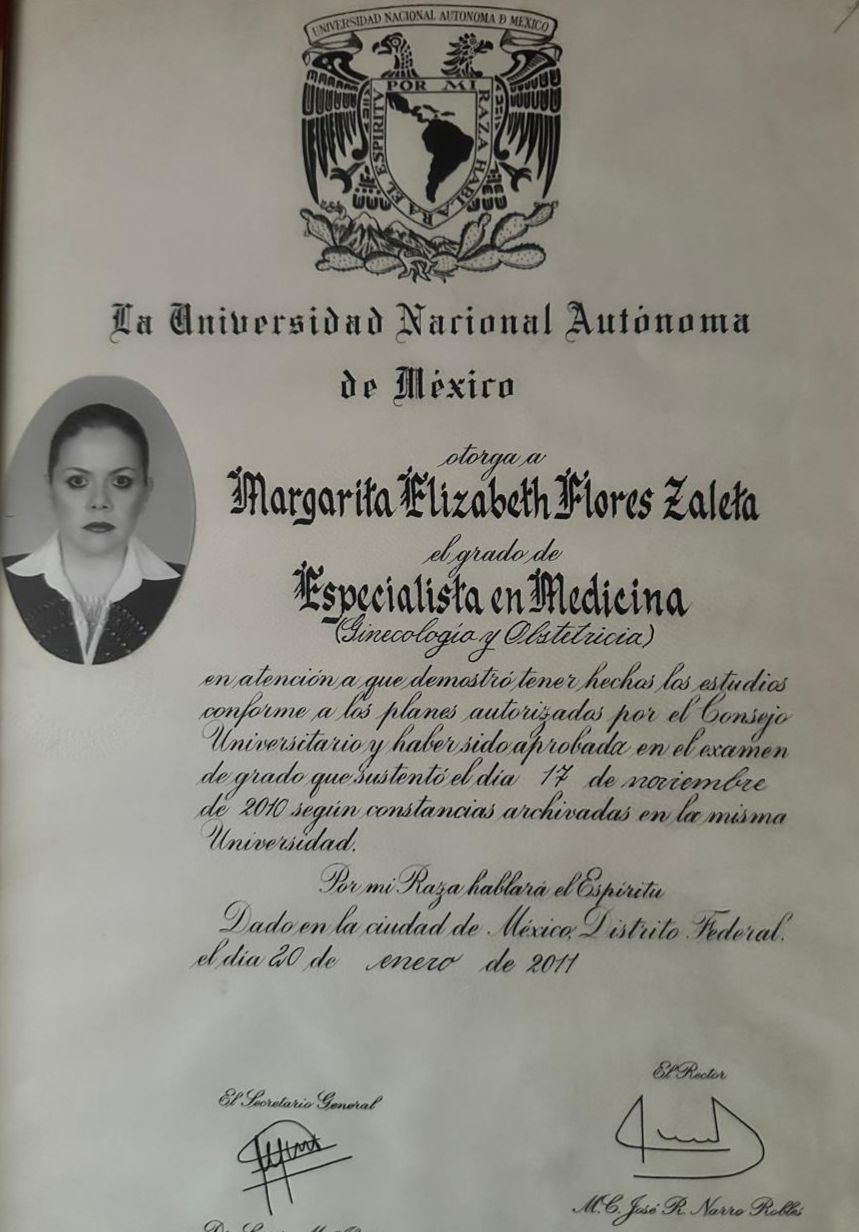 UNIVERSIDAD NACIONAL AUTONOMA D MEXICO
POR MI RAZA HABLARA EL ESPIRITU
La Universidad Nacional Autónoma
de México
otorga a
Margarita Elizabeth Flores Zaleta
el grado de
Especialista en Medicina
(Ginecología y Obstetricia)
en atención a que demostró tener hechos los estudios
conforme a los planes autorizados por el Consejo
Universitario y haber sido aprobada en el examen
de grado que sustentó el día 17 de noviembre
de 2010 según constancias archivadas en la misma
Universidad.
Por mi Raza hablará el Espíritu
Dado en la ciudad de México, Distrito Federal.
el día 20 de enero de 2011
El Rector
El Secretario General
M.C. José R. Narro Robles